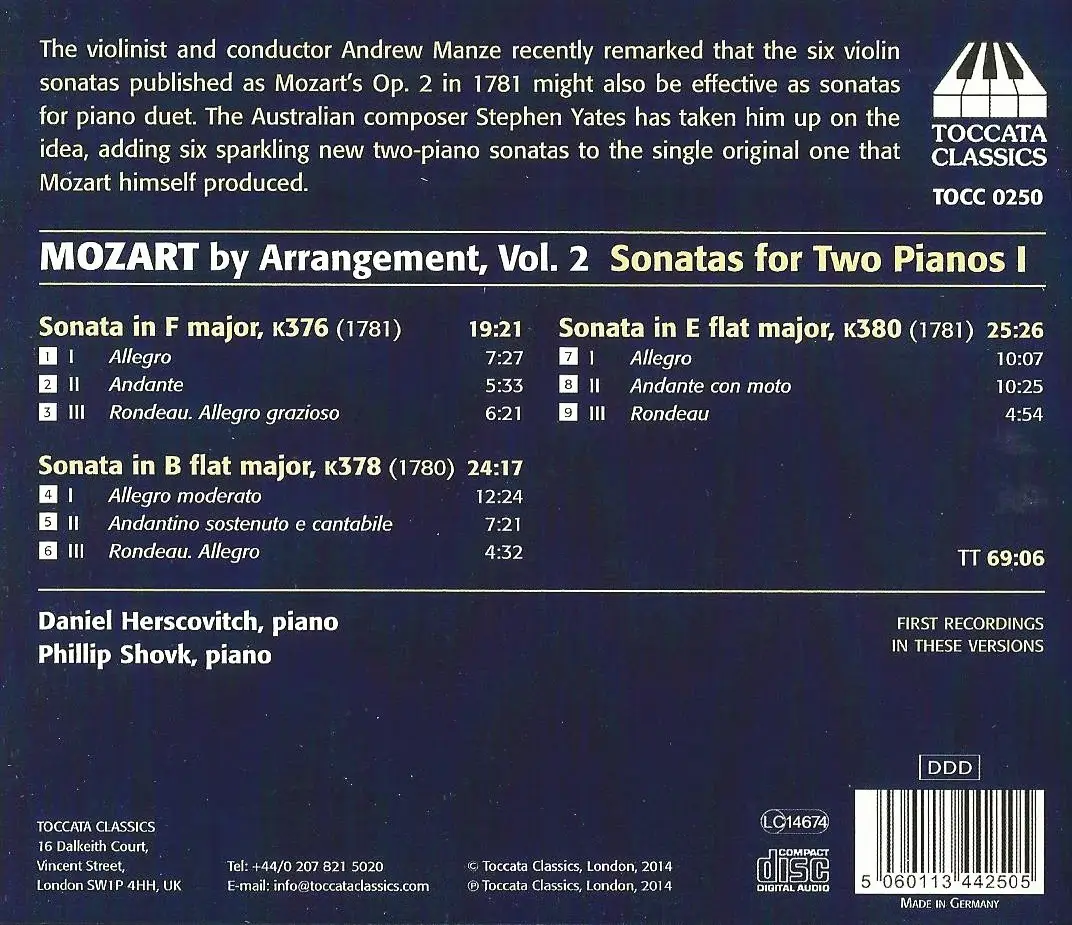 The violinist and conductor Andrew Manze recently remarked that the six violin
sonatas published as Mozart's Op. 2 in 1781 might also be effective as sonatas
for piano duet. The Australian composer Stephen Yates has taken him up on the
idea, adding six sparkling new two-piano sonatas to the single original one that
Mozart himself produced.
TOCCATA
CLASSICS
TOCC 0250
MOZART by Arrangement, Vol. 2 Sonatas for Two Pianos I
Sonata in F major, K376 (1781) 19:21
1 I Allegro 7:27
2 II Andante 5:33
3 III Rondeau. Allegro grazioso 6:21
Sonata in B flat major, K378 (1780) 24:17
4 I Allegro moderato 12:24
5 II Andantino sostenuto e cantabile 7:21
6 III Rondeau. Allegro 4:32
Sonata in E flat major, K380 (1781) 25:26
7 I Allegro 10:07
8 II Andante con moto 10:25
9 III Rondeau 4:54
TT 69:06
Daniel Herscovitch, piano
Phillip Shovk, piano
FIRST RECORDINGS
IN THESE VERSIONS
TOCCATA CLASSICS
16 Dalkeith Court,
Vincent Street,
London SW1P 4HH, UK
Tel: +44/0 207 821 5020
E-mail: info@toccataclassics.com
© Toccata Classics, London, 2014
℗ Toccata Classics, London, 2014
DDD
LC14674
COMPACT
disc
DIGITAL AUDIO
5 060113 442505
MADE IN GERMANY